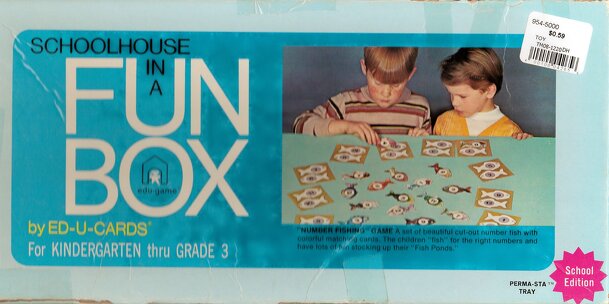 SCHOOLHOUSE
IN
A
FUN
BOX
edu-game
by ED-U-CARDS®
For KINDERGARTEN thru GRADE 3
954-5000
$0.59
TOY
"NUMBER FISHING" GAME A set of beautiful cut-out number fish with
colorful matching cards. The children "fish" for the right numbers and
have lots of fun stocking up their "Fish Ponds."
PERMA-STA™
TRAY
School
Edition